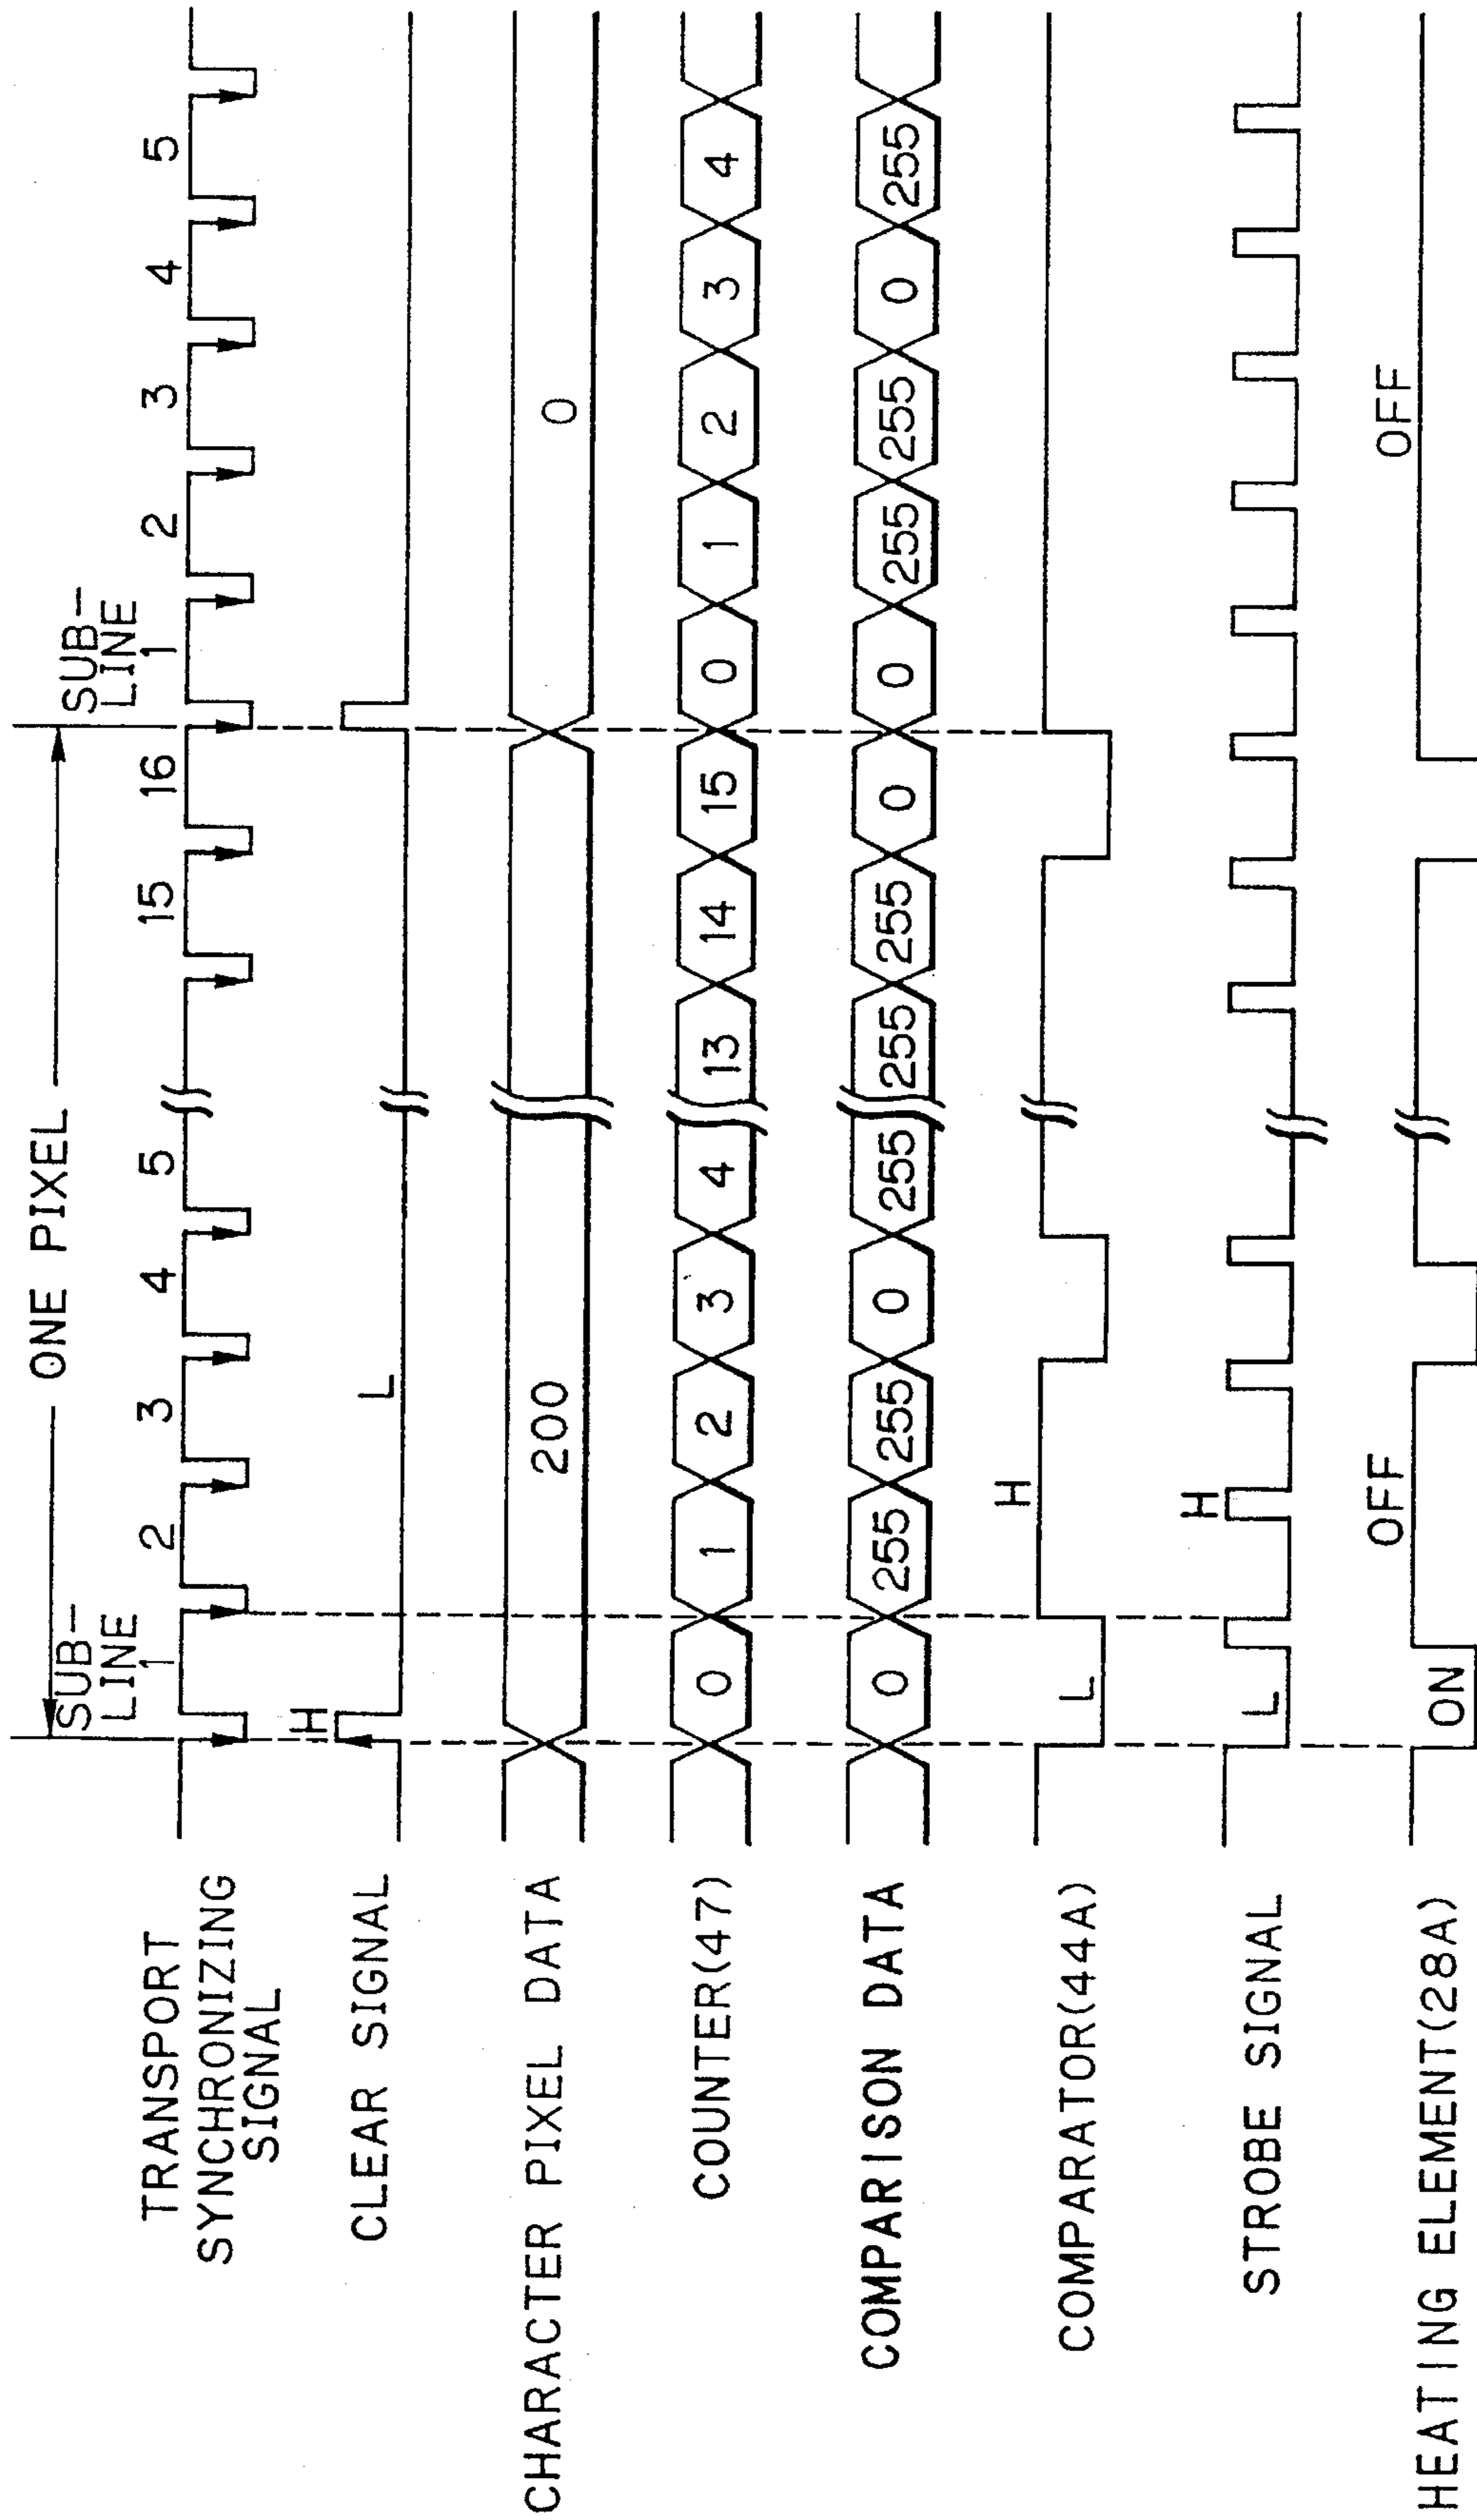 ONE PIXEL
SUB-
LINE
SUB-
LINE
TRANSPORT
SYNCHRONIZING
SIGNAL
1 2 3 4 5 15 16 1 2 3 4 5
CLEAR SIGNAL
H L
CHARACTER PIXEL DATA
200 0
COUNTER(47)
0 1 2 3 4 13 14 15 0 1 2 3 4
COMPARISON DATA
0 255 255 0 255 255 255 0 0 255 255 0 255
COMPARATOR(44A)
L H
STROBE SIGNAL
L H
HEATING ELEMENT(28A)
ON OFF OFF